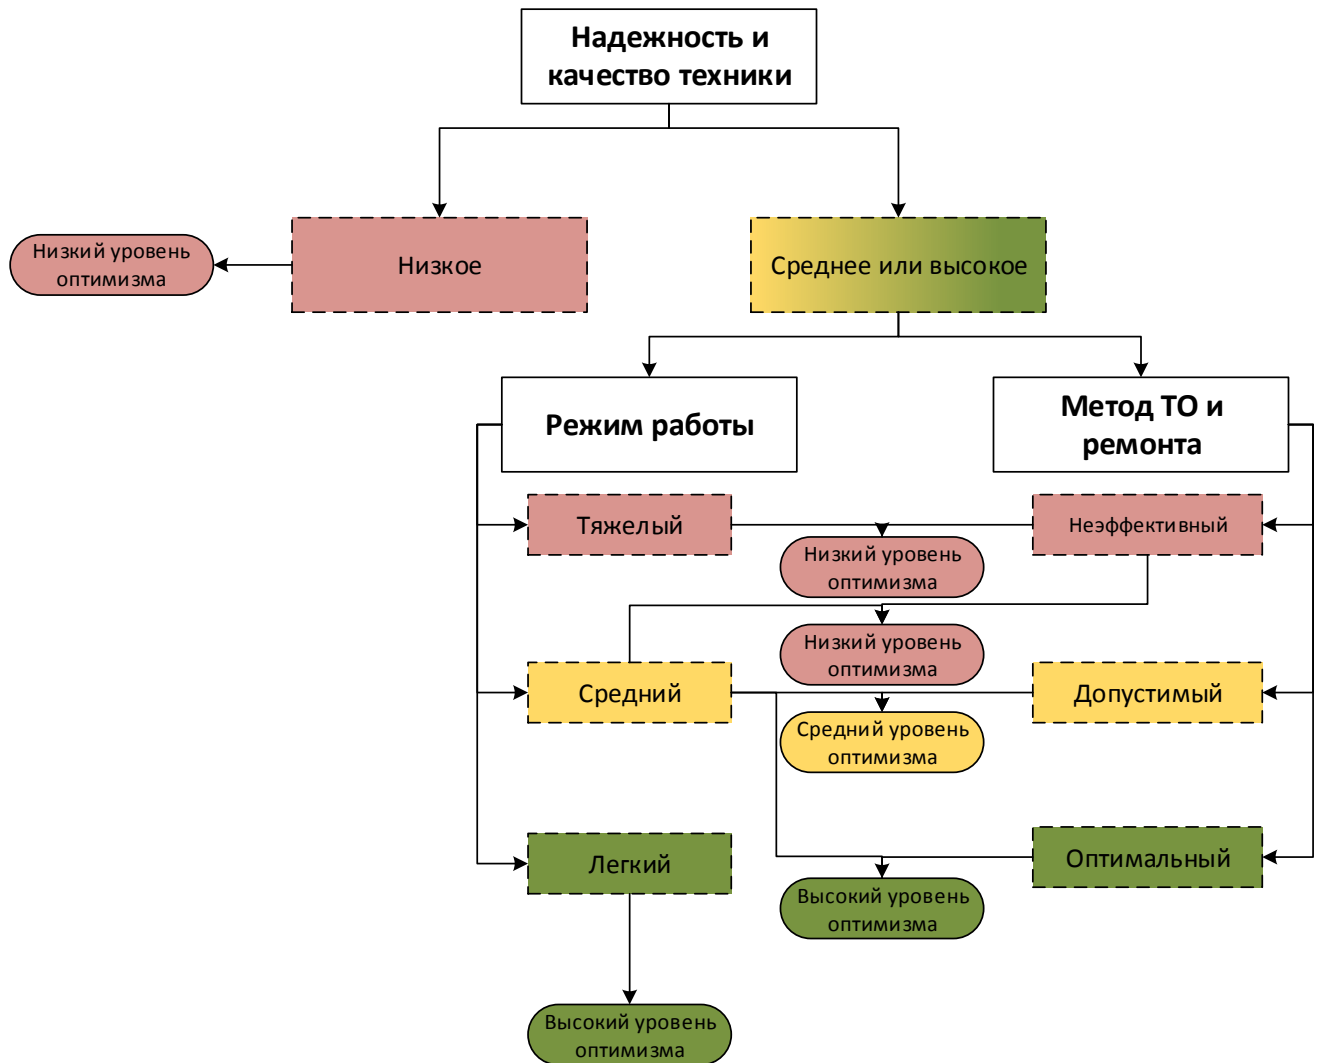 Надежность и
качество техники
Низкий уровень
оптимизма
Низкое
Среднее или высокое
Режим работы
Метод ТО и
ремонта
Тяжелый
Неэффективный
Низкий уровень
оптимизма
Низкий уровень
оптимизма
Средний
Допустимый
Средний уровень
оптимизма
Легкий
Оптимальный
Высокий уровень
оптимизма
Высокий уровень
оптимизма